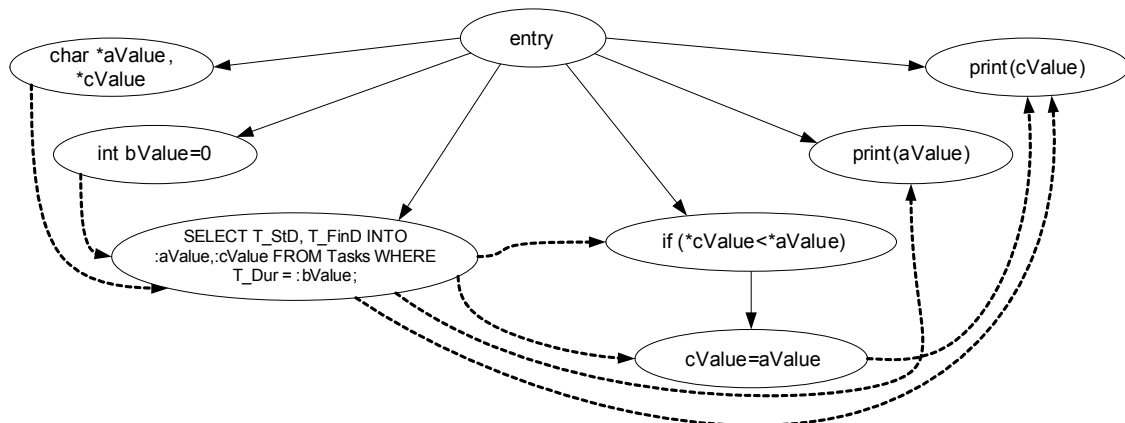 entry
char *aValue,
*cValue
print(cValue)
int bValue=0
print(aValue)
SELECT T_StD, T_FinD INTO
:aValue,:cValue FROM Tasks WHERE
T_Dur = :bValue;
if (*cValue<*aValue)
cValue=aValue